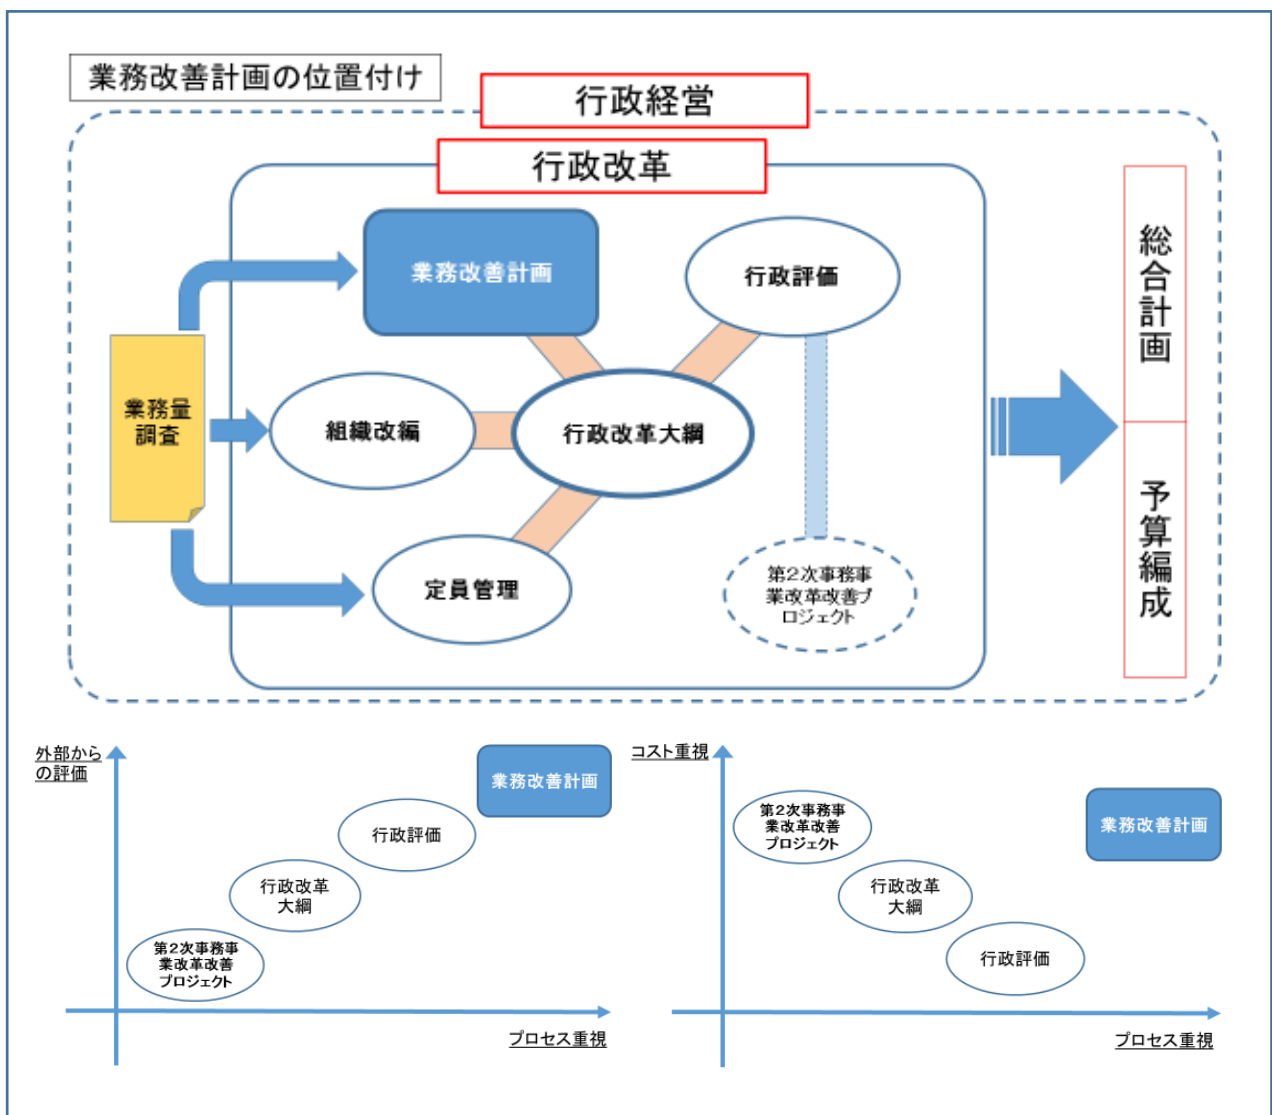 業務改善計画の位置付け
行政経営
行政改革
業務改善計画
行政評価
総合計画
業務量
調査
組織改編
行政改革大綱
予算編成
定員管理
第2次事務事
業改革改善プ
ロジェクト
外部から
の評価
業務改善計画
行政評価
行政改革
大綱
第2次事務事
業改革改善
プロジェクト
プロセス重視
コスト重視
第2次事務事
業改革改善
プロジェクト
業務改善計画
行政改革
大綱
行政評価
プロセス重視